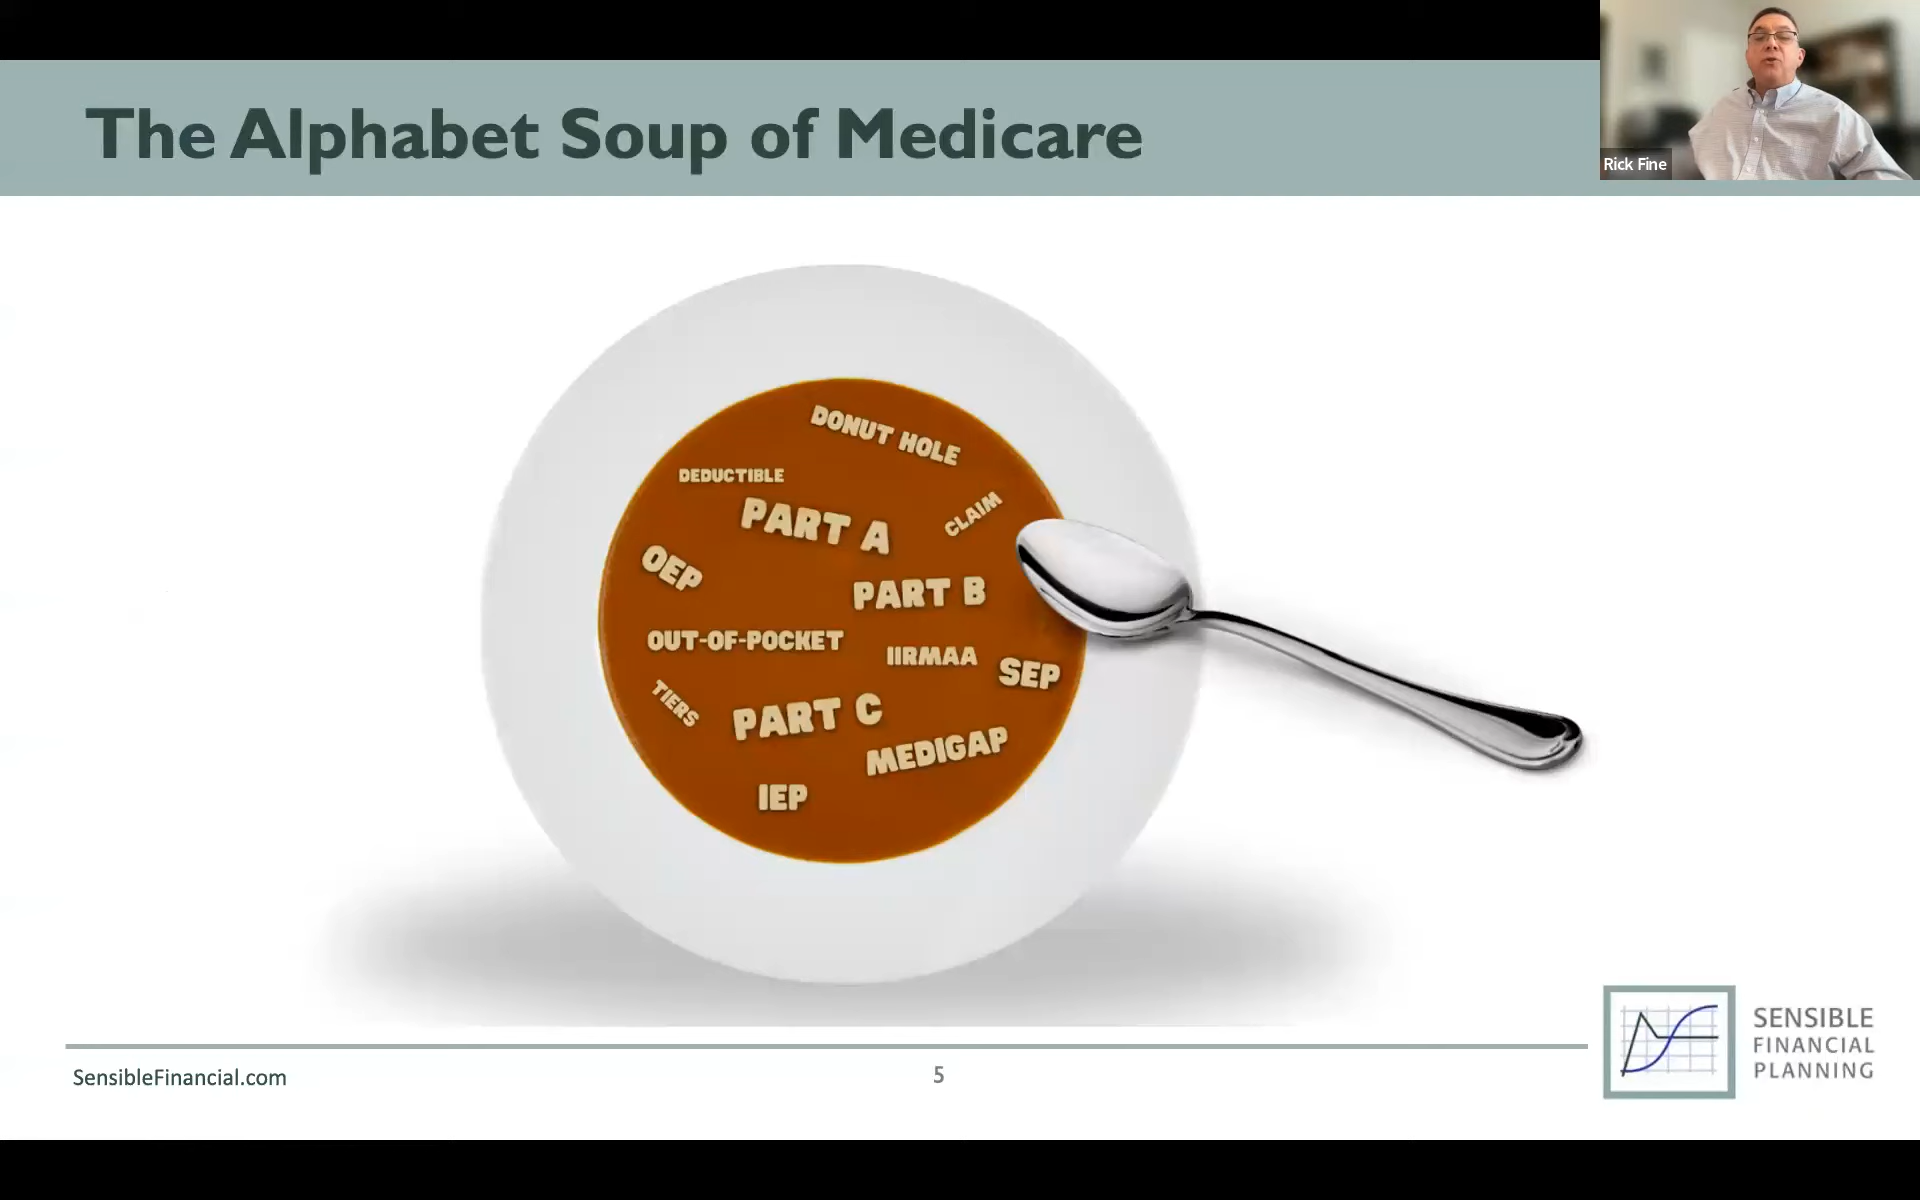 The Alphabet Soup of Medicare
Rick Fine
DONUT HOLE
DEDUCTIBLE
CLAIM
PART A
OEP
PART B
OUT-OF-POCKET
IIRMAA
SEP
TIERS
PART C
MEDIGAP
IEP
SensibleFinancial.com
5
SENSIBLE
FINANCIAL
PLANNING